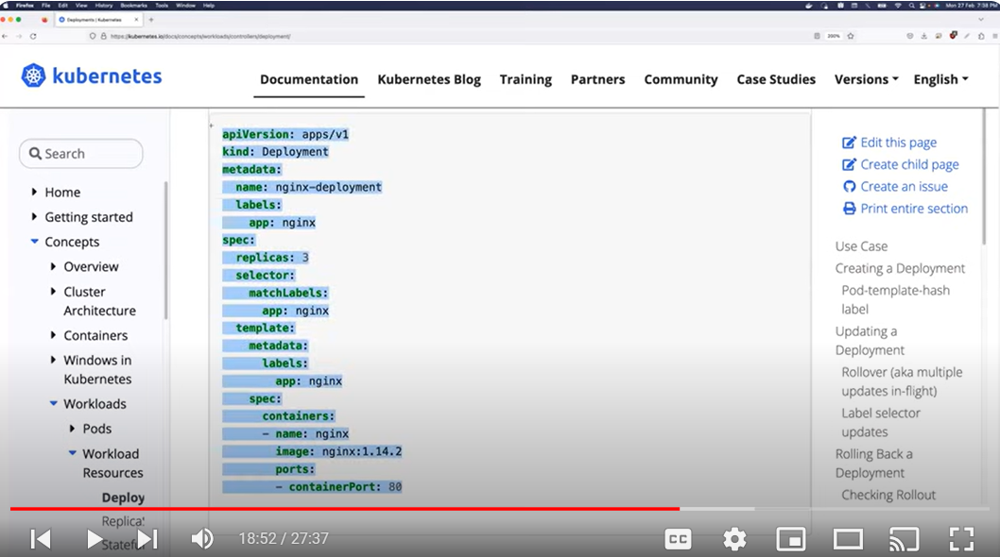 Firefox File Edit View History Bookmarks Tools Window Help
Mon 27 Feb 7:38 PM
Deployments | Kubernetes
https://kubernetes.io/docs/concepts/workloads/controllers/deployment/
200%
kubernetes
Documentation Kubernetes Blog Training Partners Community Case Studies Versions English
Search
Home
Getting started
Concepts
Overview
Cluster
Architecture
Containers
Windows in
Kubernetes
Workloads
Pods
Workload
Resources
Deploy
Replica
Statef
apiVersion: apps/v1
kind: Deployment
metadata:
  name: nginx-deployment
  labels:
    app: nginx
spec:
  replicas: 3
  selector:
    matchLabels:
      app: nginx
  template:
    metadata:
      labels:
        app: nginx
    spec:
      containers:
      - name: nginx
        image: nginx:1.14.2
        ports:
        - containerPort: 80
Edit this page
Create child page
Create an issue
Print entire section
Use Case
Creating a Deployment
Pod-template-hash
label
Updating a
Deployment
Rollover (aka multiple
updates in-flight)
Label selector
updates
Rolling Back a
Deployment
Checking Rollout
18:52 / 27:37
CC